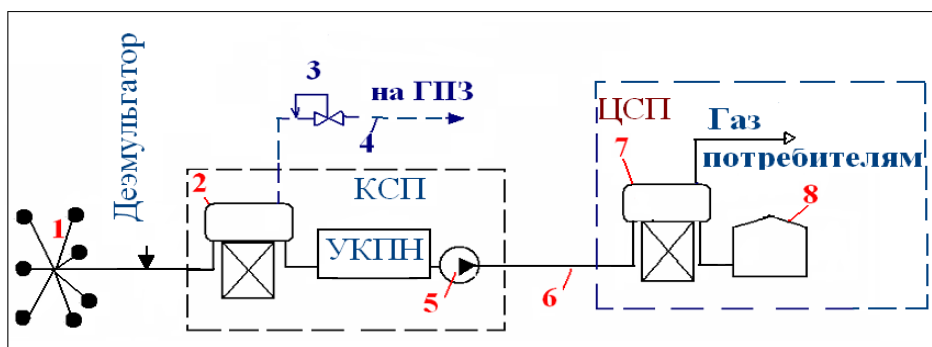 Деэмульгатор
3
на ГПЗ
4
ЦСП
7
Газ
потребителям
2
КСП
1
УКПН
5
6
8